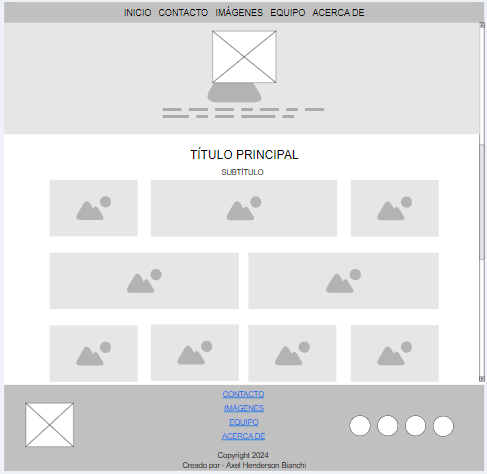 INICIO CONTACTO IMÁGENES EQUIPO ACERCA DE
TÍTULO PRINCIPAL
SUBTÍTULO
CONTACTO
IMÁGENES
EQUIPO
ACERCA DE
Copyright 2024
Creado por - Axel Henderson Bianchi